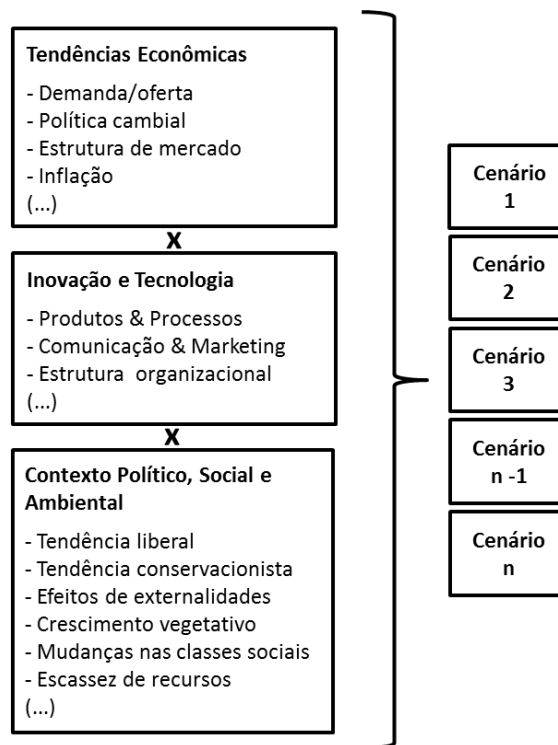 Tendências Econômicas
- Demanda/oferta
- Política cambial
- Estrutura de mercado
- Inflação
(...)
X
Inovação e Tecnologia
- Produtos & Processos
- Comunicação & Marketing
- Estrutura organizacional
(...)
X
Contexto Político, Social e
Ambiental
- Tendência liberal
- Tendência conservacionista
- Efeitos de externalidades
- Crescimento vegetativo
- Mudanças nas classes sociais
- Escassez de recursos
(...)
Cenário
1
Cenário
2
Cenário
3
Cenário
n -1
Cenário
n